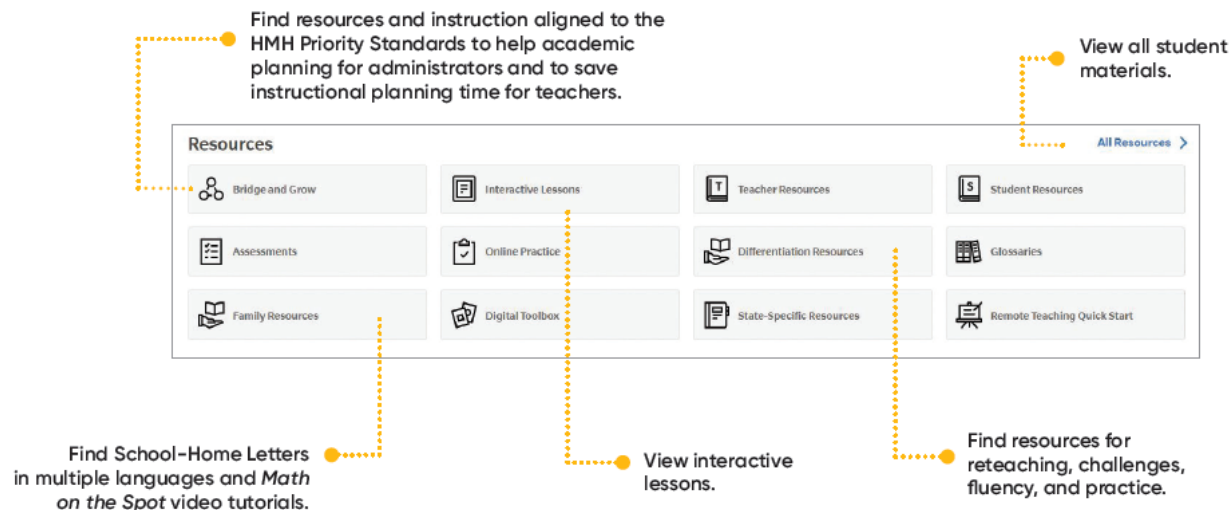 Find resources and instruction aligned to the
HMH Priority Standards to help academic
planning for administrators and to save
instructional planning time for teachers.
View all student
materials.
Resources
All Resources
Bridge and Grow
Interactive Lessons
T
Teacher Resources
S
Student Resources
Assessments
Online Practice
Differentiation Resources
Glossaries
Family Resources
Digital Toolbox
State-Specific Resources
Remote Teaching Quick Start
Find School-Home Letters
in multiple languages and Math
on the Spot video tutorials.
View interactive
lessons.
Find resources for
reteaching, challenges,
fluency, and practice.